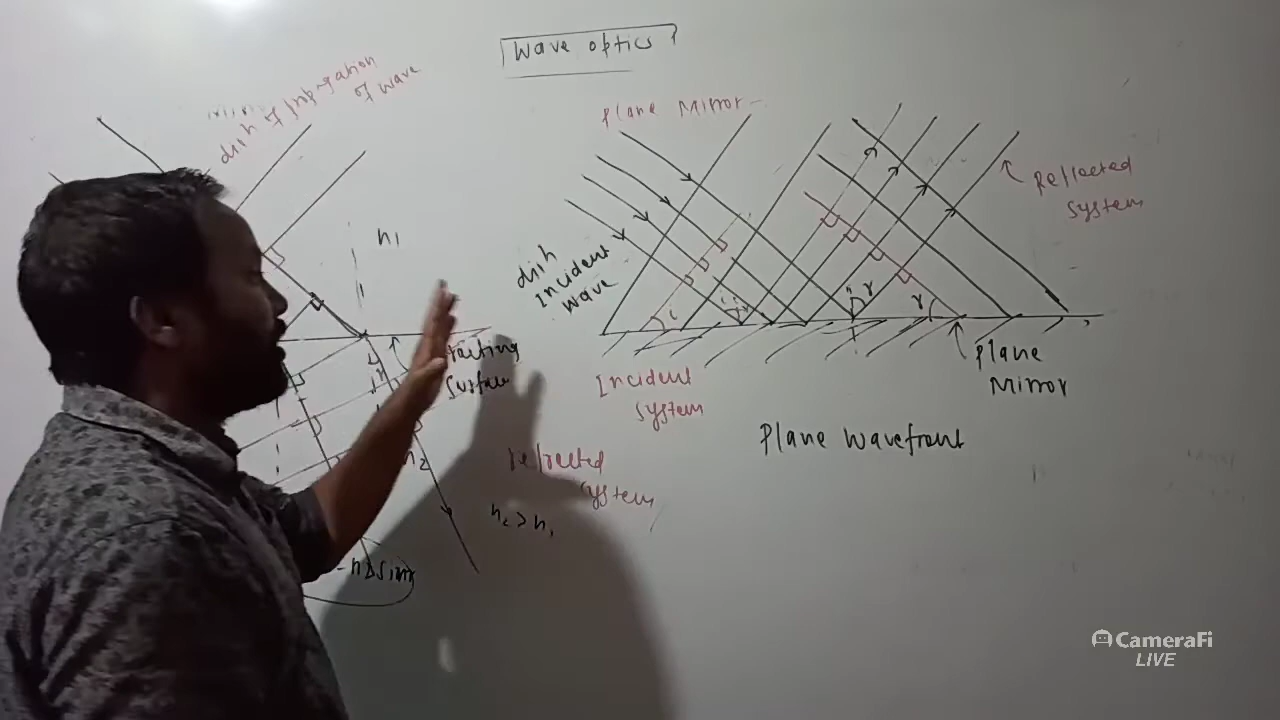 Wave optics
dirⁿ of propagation
of wave
Plane Mirror
n₁
dirⁿ
Incident
wave
Reflected
system
i
i
r
i
r
r
Plane
Mirror
Incident
system
surface
r
n₂
Plane wavefront
refracted
system
n₂ > n₁
CameraFi
LIVE